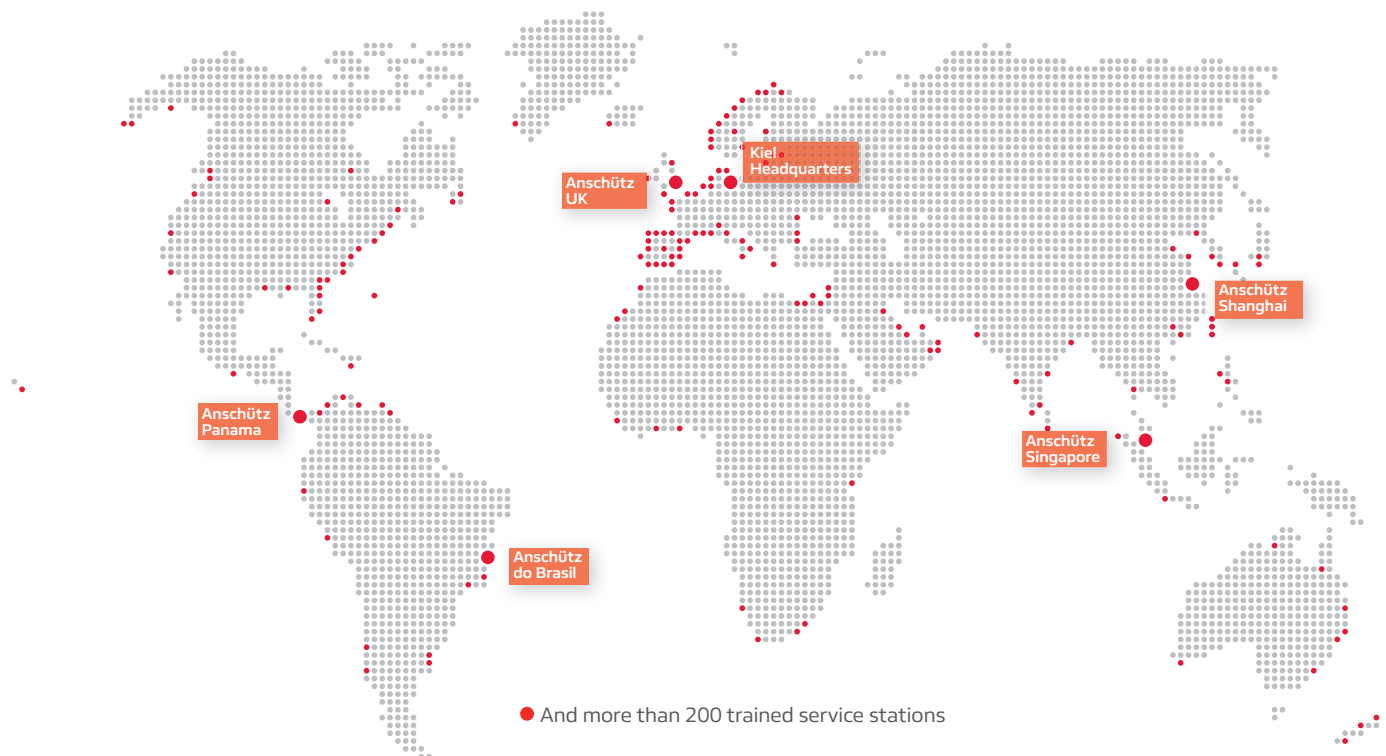 Kiel
Headquarters
Anschütz
UK
Anschütz
Shanghai
Anschütz
Panama
Anschütz
Singapore
Anschütz
do Brasil
And more than 200 trained service stations